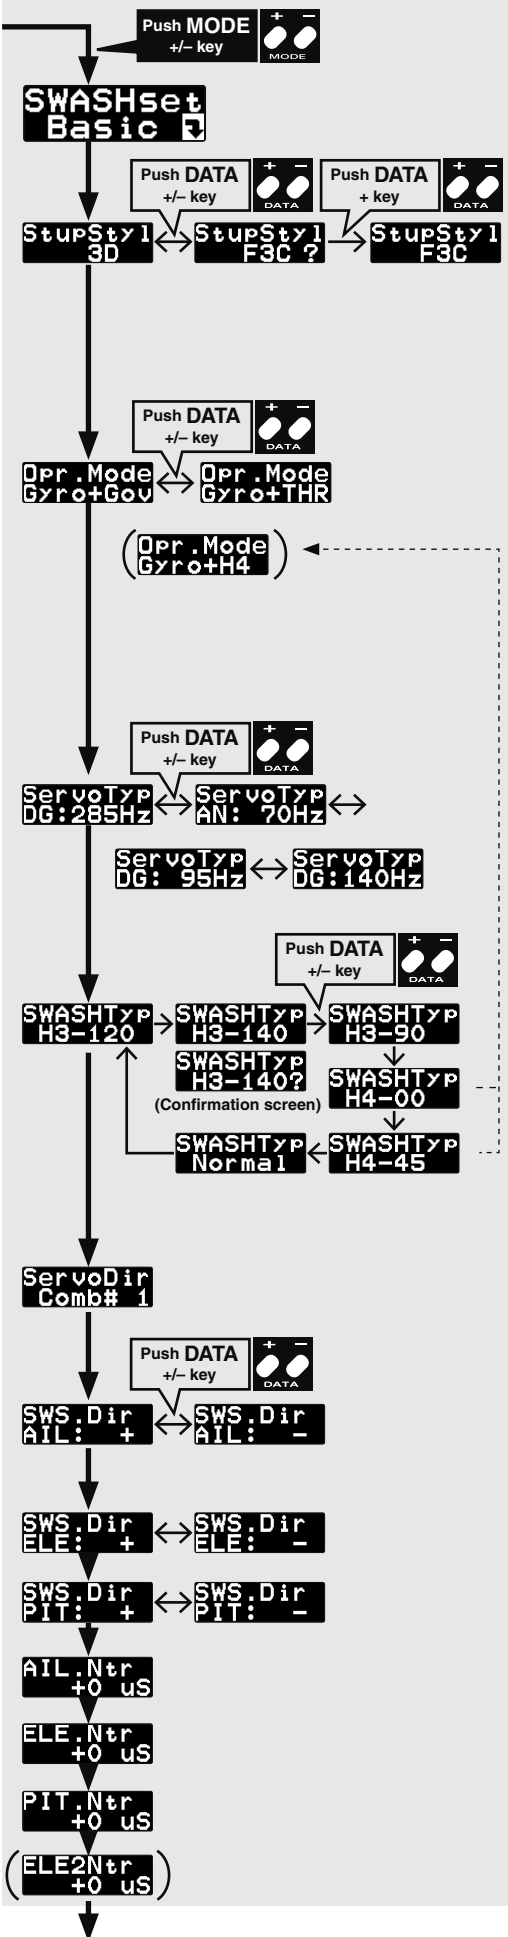 Push MODE
+/– key
+ –
MODE
SWASHset
Basic
Push DATA
+/– key
+ –
DATA
Push DATA
+ key
+ –
DATA
StupStyl
3D
StupStyl
F3C ?
StupStyl
F3C
Push DATA
+/– key
+ –
DATA
Opr.Mode
Gyro+Gov
Opr.Mode
Gyro+THR
(Opr.Mode
Gyro+H4)
Push DATA
+/– key
+ –
DATA
ServoTyp
DG:285Hz
ServoTyp
AN: 70Hz
ServoTyp
DG: 95Hz
ServoTyp
DG:140Hz
Push DATA
+/– key
+ –
DATA
SWASHTyp
H3-120
SWASHTyp
H3-140
SWASHTyp
H3-90
SWASHTyp
H3-140?
(Confirmation screen)
SWASHTyp
H4-00
SWASHTyp
Normal
SWASHTyp
H4-45
ServoDir
Comb# 1
Push DATA
+/– key
+ –
DATA
SWS.Dir
AIL: +
SWS.Dir
AIL: -
SWS.Dir
ELE: +
SWS.Dir
ELE: -
SWS.Dir
PIT: +
SWS.Dir
PIT: -
AIL.Ntr
+0 uS
ELE.Ntr
+0 uS
PIT.Ntr
+0 uS
(ELE2Ntr
+0 uS)